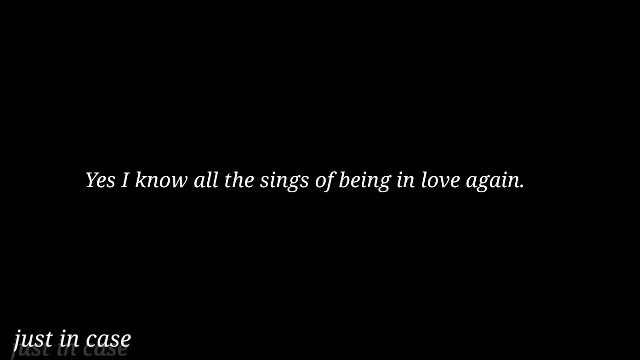 Yes I know all the sings of being in love again.
just in case